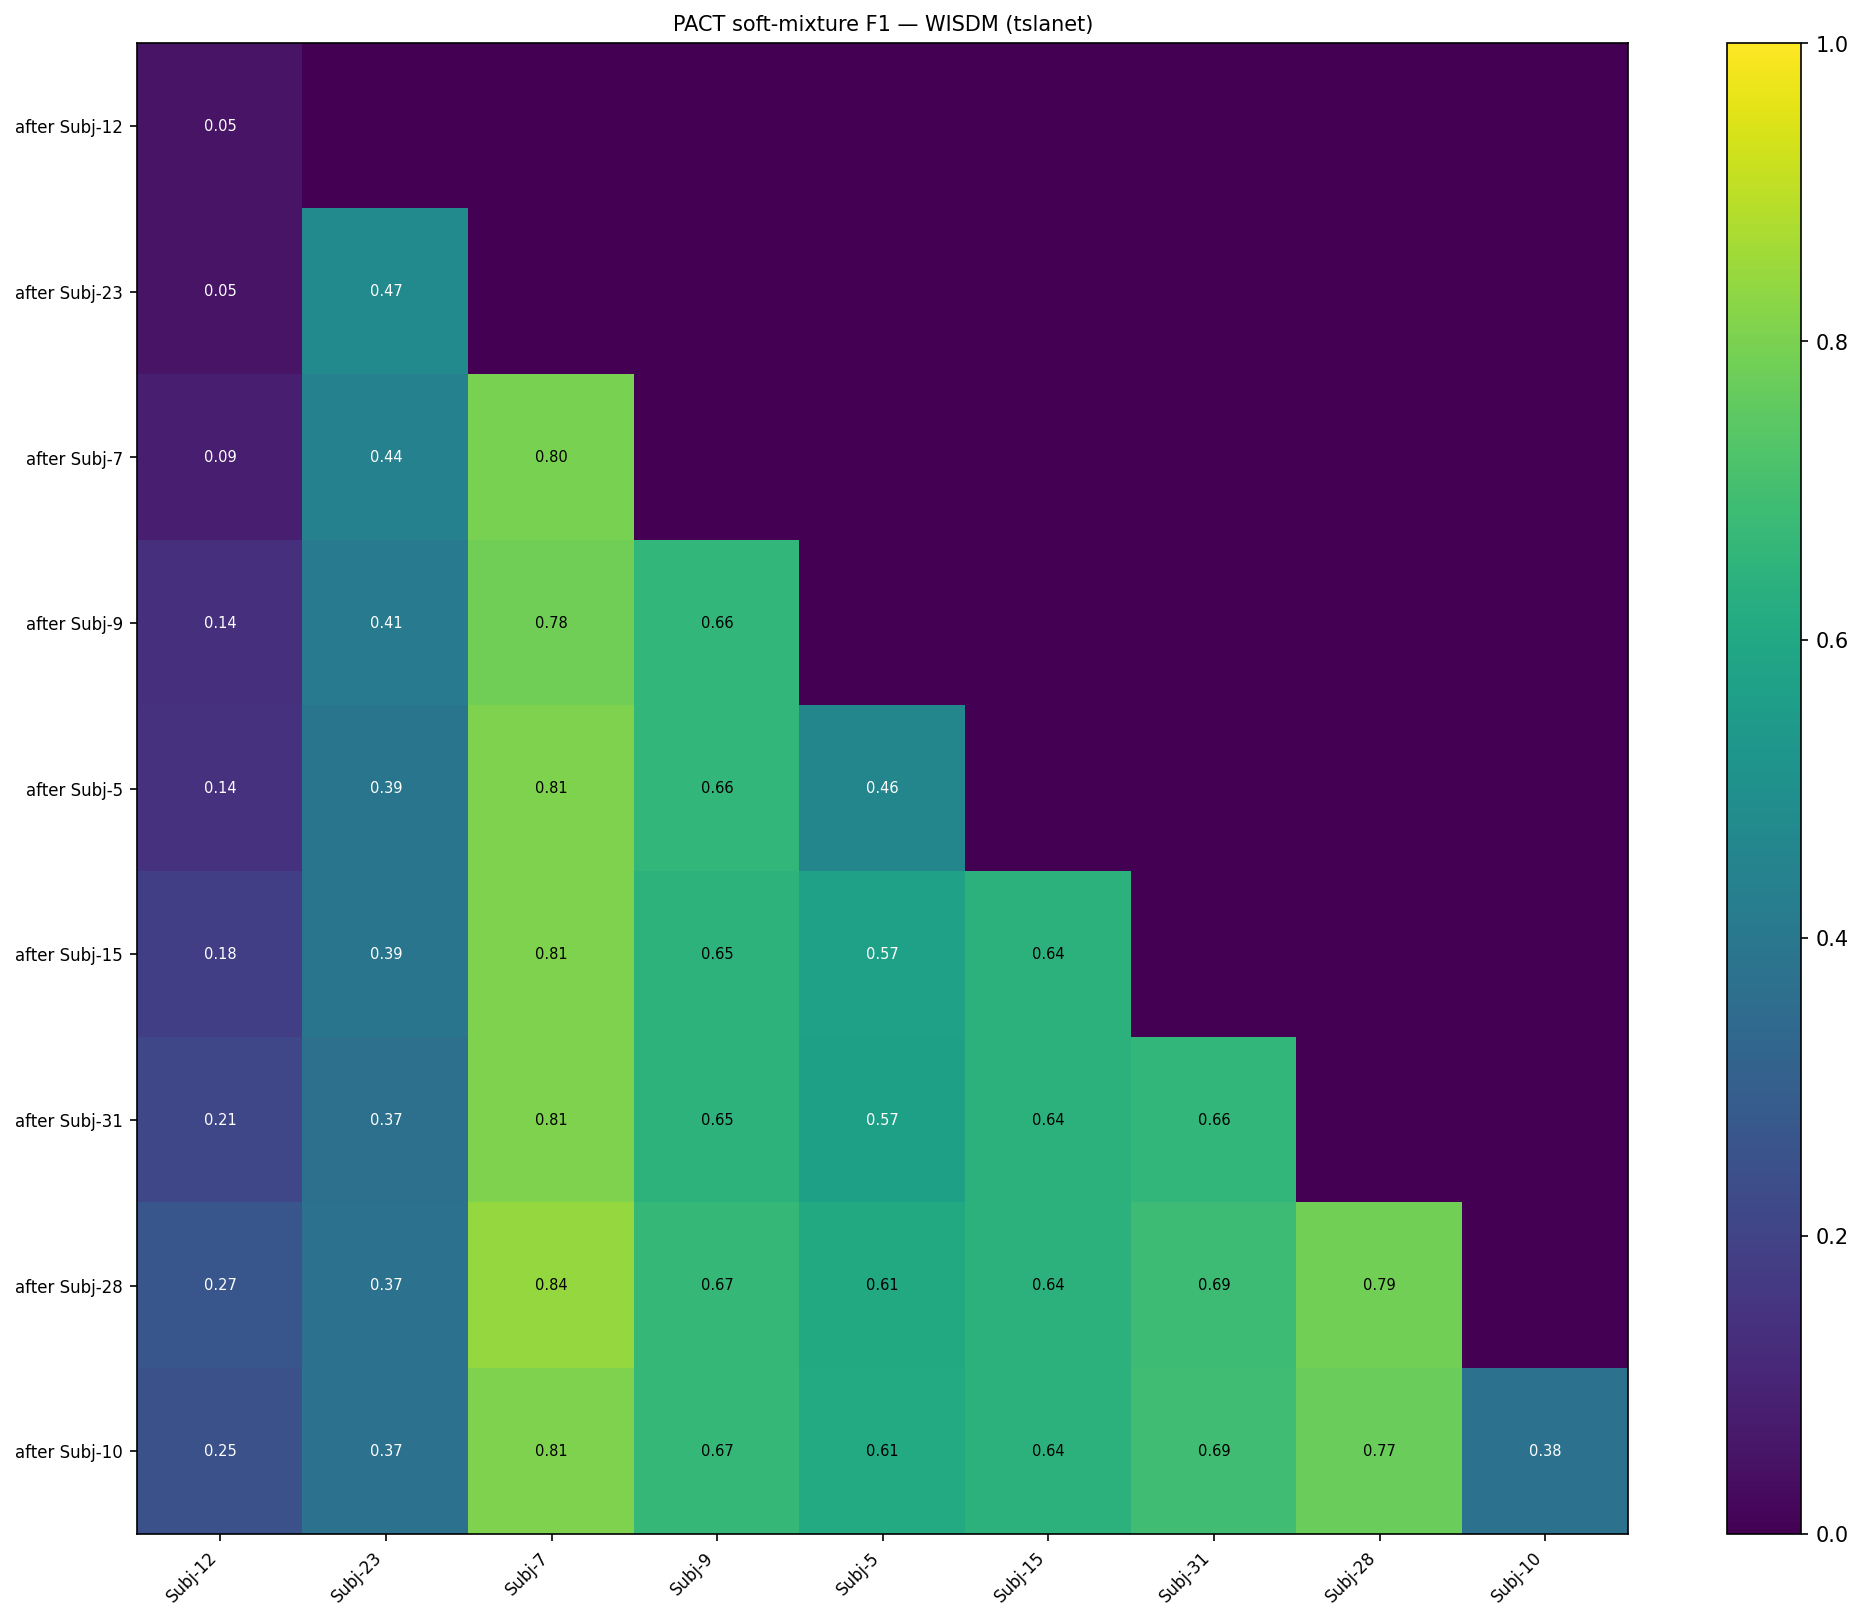 PACT soft-mixture F1 — WISDM (tslanet)
1.0
after Subj-12 0.05
after Subj-23 0.05 0.47
0.8
after Subj-7 0.09 0.44 0.80
after Subj-9 0.14 0.41 0.78 0.66
0.6
after Subj-5 0.14 0.39 0.81 0.66 0.46
after Subj-15 0.18 0.39 0.81 0.65 0.57 0.64
0.4
after Subj-31 0.21 0.37 0.81 0.65 0.57 0.64 0.66
0.2
after Subj-28 0.27 0.37 0.84 0.67 0.61 0.64 0.69 0.79
after Subj-10 0.25 0.37 0.81 0.67 0.61 0.64 0.69 0.77 0.38
0.0
Subj-12 Subj-23 Subj-7 Subj-9 Subj-5 Subj-15 Subj-31 Subj-28 Subj-10